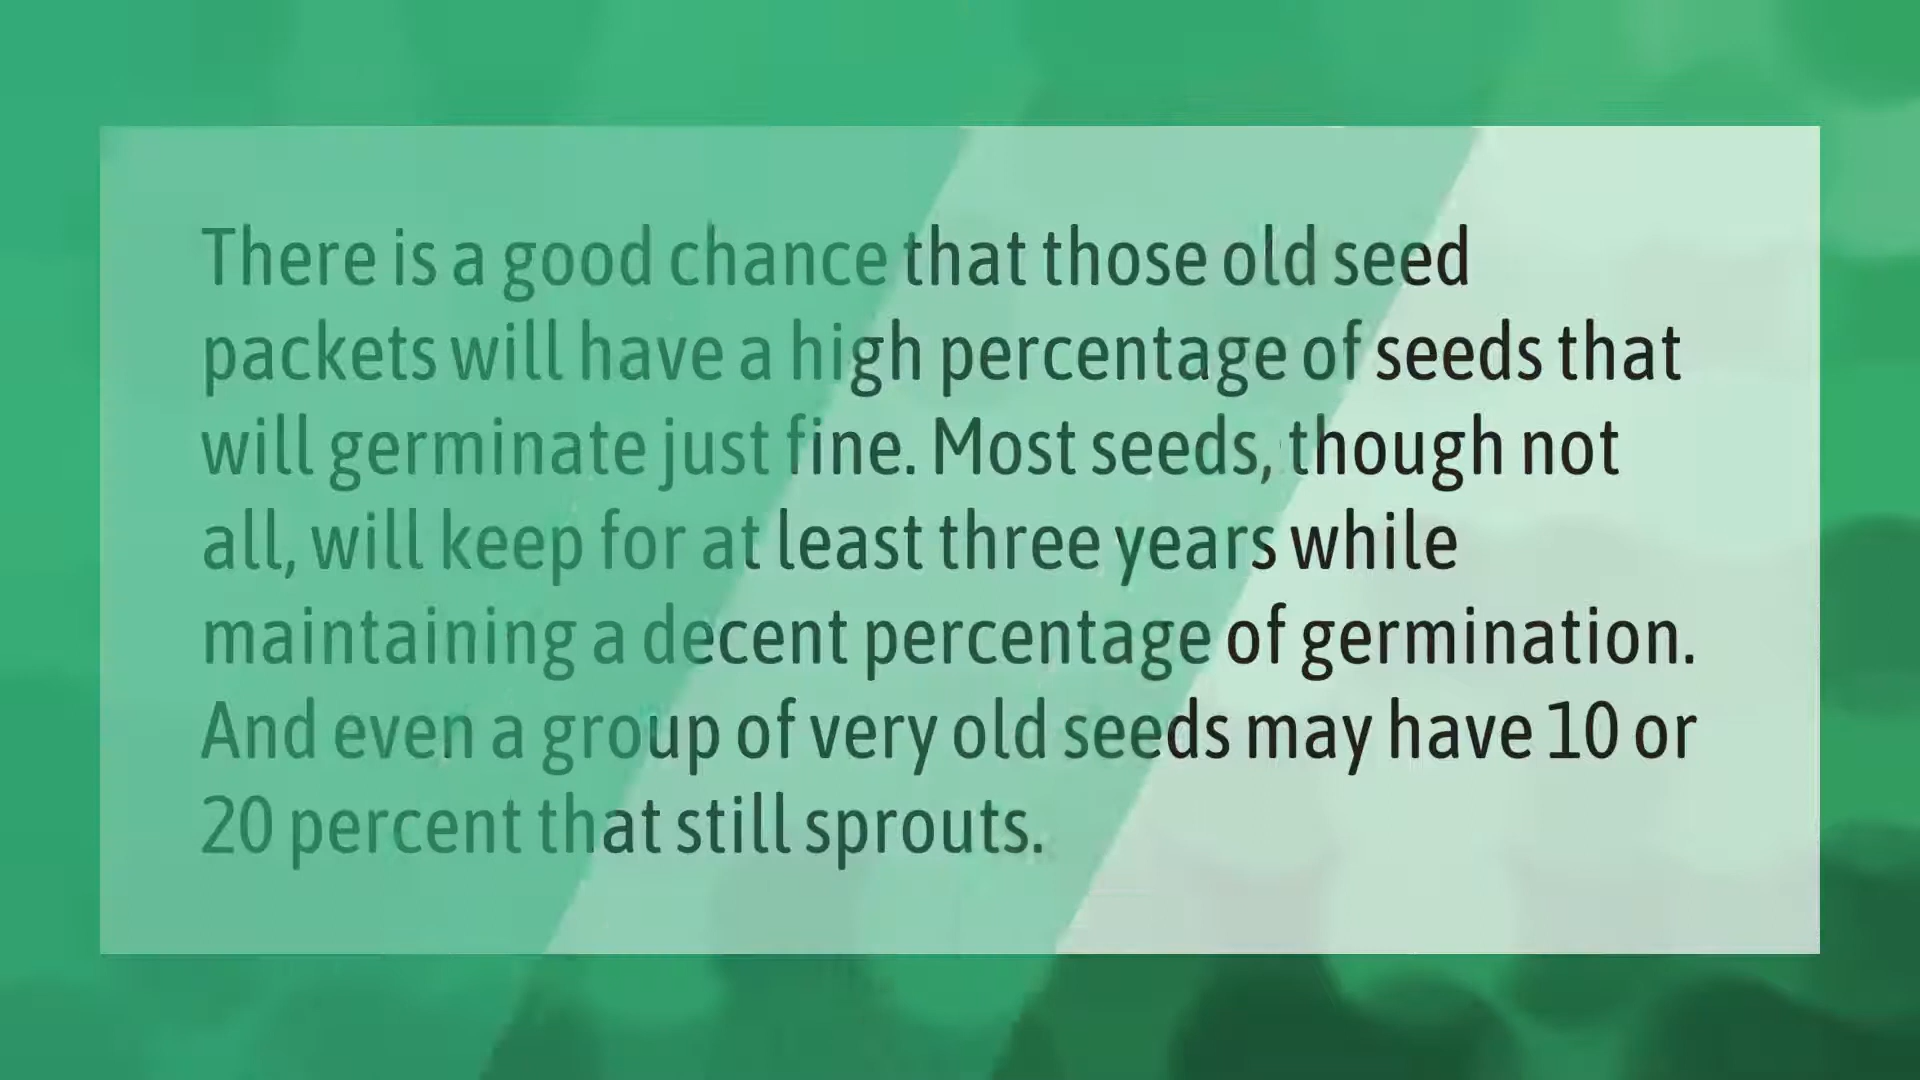 There is a good chance that those old seed
packets will have a high percentage of seeds that
will germinate just fine. Most seeds, though not
all, will keep for at least three years while
maintaining a decent percentage of germination.
And even a group of very old seeds may have 10 or
20 percent that still sprouts.